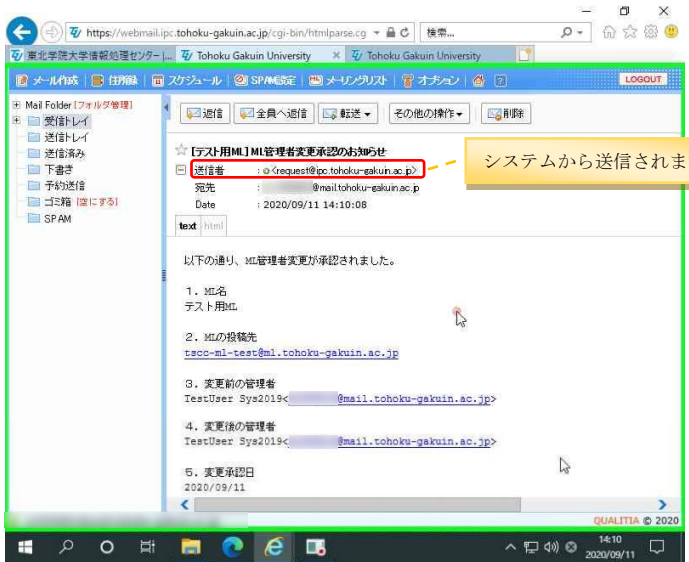 https://webmail.ipc.tohoku-gakuin.ac.jp/cgi-bin/htmlparse.cg
検索...
東北学院大学情報処理センター |...
Tohoku Gakuin University
Tohoku Gakuin University
メール作成
住所録
スケジュール
SPAM設定
メーリングリスト
オプション
LOGOUT
Mail Folder [フォルダ管理]
受信トレイ
送信トレイ
送信済み
下書き
予約送信
ゴミ箱 [空にする]
SPAM
返信
全員へ返信
転送
その他の操作
削除
[テスト用ML] ML管理者変更承認のお知らせ
送信者 : o <request@ipc.tohoku-gakuin.ac.jp>
システムから送信されま
宛先 : @mail.tohoku-gakuin.ac.jp
Date : 2020/09/11 14:10:08
text html
以下の通り、ML管理者変更が承認されました。
1. ML名
テスト用ML
2. MLの投稿先
tscc-ml-test@ml.tohoku-gakuin.ac.jp
3. 変更前の管理者
TestUser Sys2019< @mail.tohoku-gakuin.ac.jp>
4. 変更後の管理者
TestUser Sys2019< @mail.tohoku-gakuin.ac.jp>
5. 変更承認日
2020/09/11
QUALITIA © 2020
14:10
2020/09/11